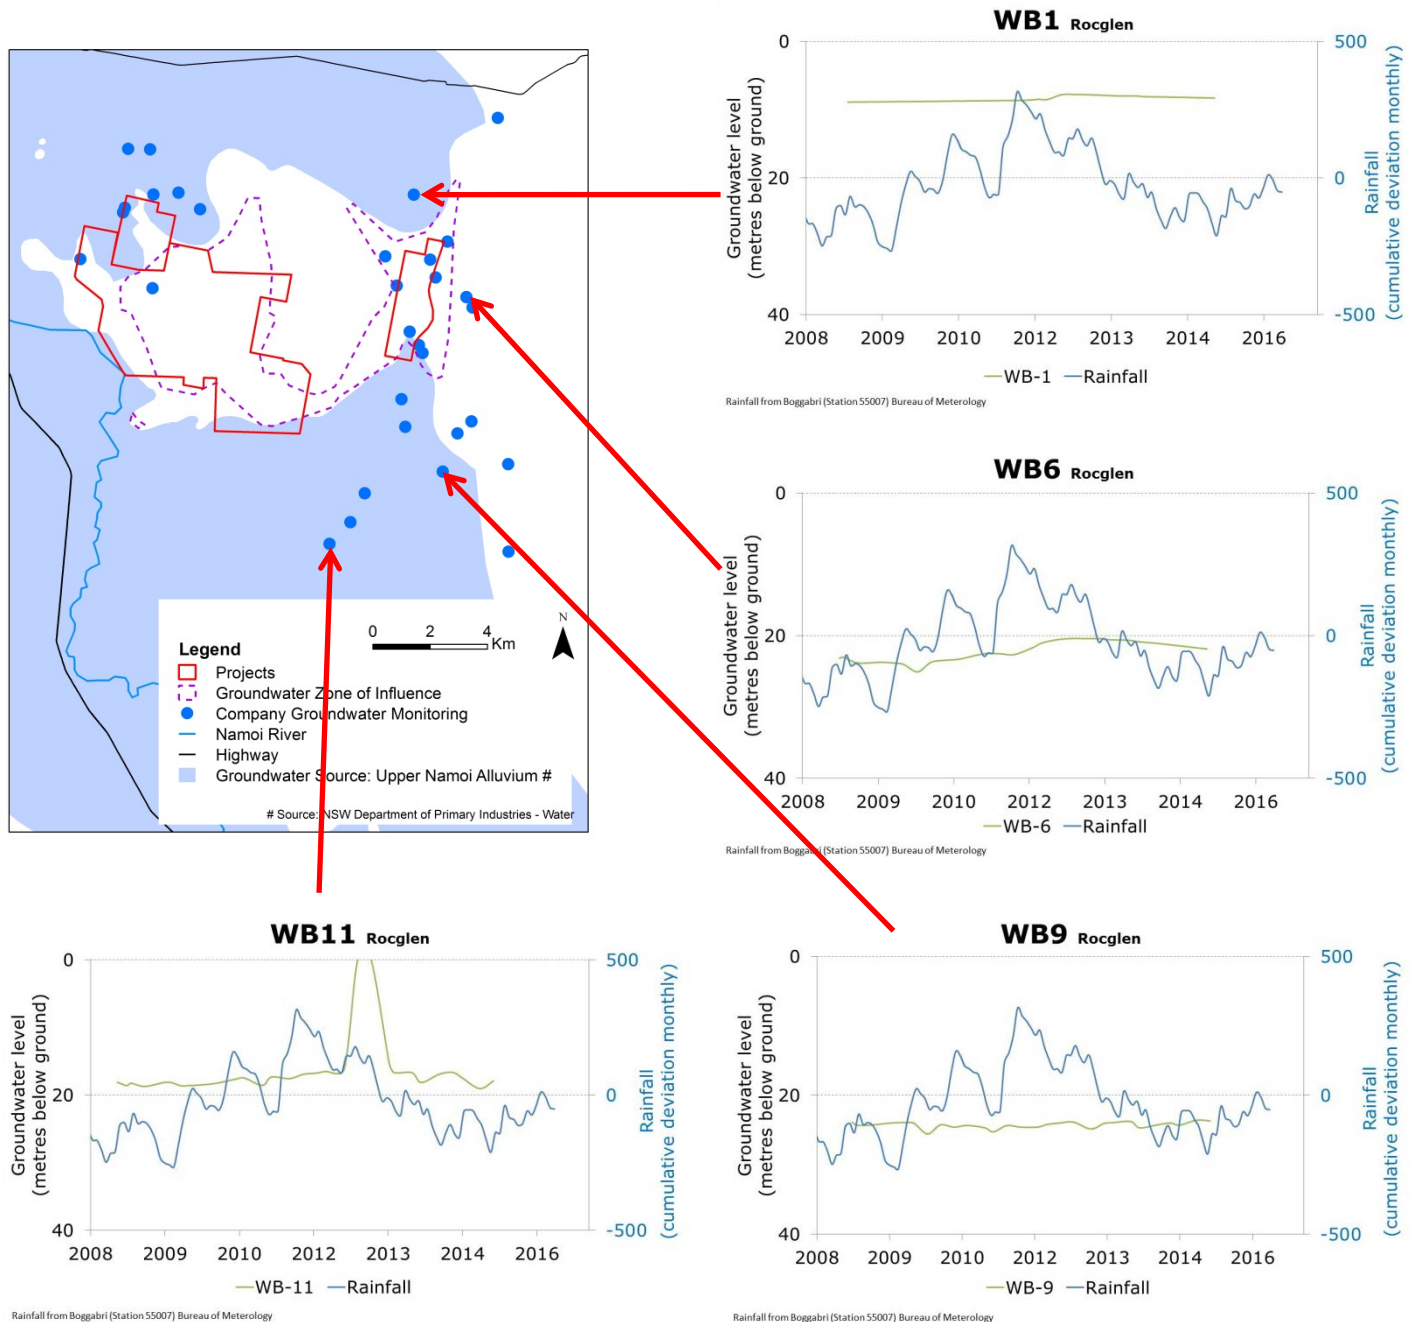 WB1 Rocglen
0
20
40
500
0
-500
Groundwater level
(metres below ground)
Rainfall
(cumulative deviation monthly)
2008 2009 2010 2012 2013 2014 2016
WB-1 Rainfall
Rainfall from Boggabri (Station 55007) Bureau of Meterology
0 2 4
Km
N
Legend
Projects
Groundwater Zone of Influence
Company Groundwater Monitoring
Namoi River
Highway
Groundwater Source: Upper Namoi Alluvium #
# Source: NSW Department of Primary Industries - Water
WB6 Rocglen
0
20
40
500
0
-500
Groundwater level
(metres below ground)
Rainfall
(cumulative deviation monthly)
2008 2009 2010 2012 2013 2014 2016
WB-6 Rainfall
Rainfall from Boggabri (Station 55007) Bureau of Meterology
WB11 Rocglen
0
20
40
500
0
-500
Groundwater level
(metres below ground)
Rainfall
(cumulative deviation monthly)
2008 2009 2010 2012 2013 2014 2016
WB-11 Rainfall
Rainfall from Boggabri (Station 55007) Bureau of Meterology
WB9 Rocglen
0
20
40
500
0
-500
Groundwater level
(metres below ground)
Rainfall
(cumulative deviation monthly)
2008 2009 2010 2012 2013 2014 2016
WB-9 Rainfall
Rainfall from Boggabri (Station 55007) Bureau of Meterology